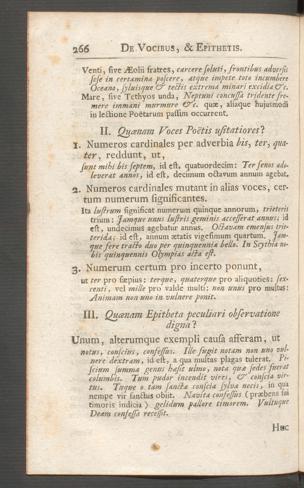 266 De Vocibus, & Epithetis.
Venti, sive Æolii fratres, carcere soluti, frontibus adversis
sese in certamina poscere, atque impete toto incumbere
Oceano, sylvisque & tectis extrema minari excidia &c.
Mare, sive Tethyos unda, Neptuni concussa tridente fre-
mere immani murmure &c. quæ, aliaque hujusmodi
in lectione Poëtarum passim occurrent.
II. Quænam Voces Poëtis usitatiores?
1. Numeros cardinales per adverbia bis, ter, qua-
ter, reddunt, ut,
sunt mihi bis septem, id est, quatuordecim: Ter senos ado-
leverat annos, id est, decimum octavum annum agebat.
2. Numeros cardinales mutant in alias voces, cer-
tum numerum significantes.
Ita lustrum significat numerum quinque annorum, trieteris
trium: Jamque novi lustris geminis accesserat annus; id
est, undecimus agebatur annus. Octavam emensus trie-
terida; id est, annum ætatis vigesimum quartum. Jam-
que fere tracto duo per quinquennia bello. In Scythia no-
bis quinquennis Olympias acta est.
3. Numerum certum pro incerto ponunt,
ut ter pro sæpius: terque, quaterque pro aliquoties: sex-
centi, vel mille pro valde multi: non unus pro multus:
Animam non uno in vulnere ponit.
III. Quænam Epitheta peculiari observatione
digna?
Unum, alterumque exempli causa afferam, ut
notus, conscius, confessus. Ille fugit notam non uno vul-
nere dextram, id est, a qua multas plagas tulerat. Pi-
scium summa genus hæsit ulmo, nota quæ sedes fuerat
columbis. Tum pudor incendit vires, & conscia vir-
tus. Tuque o tam sancta conscia sylva necis, in qua
nempe vir sanctus obiit. Navita confessus (præbens sui
timoris indicia) gelidum pallore timorem. Vultuque
Deam confessa recessit.
Huc